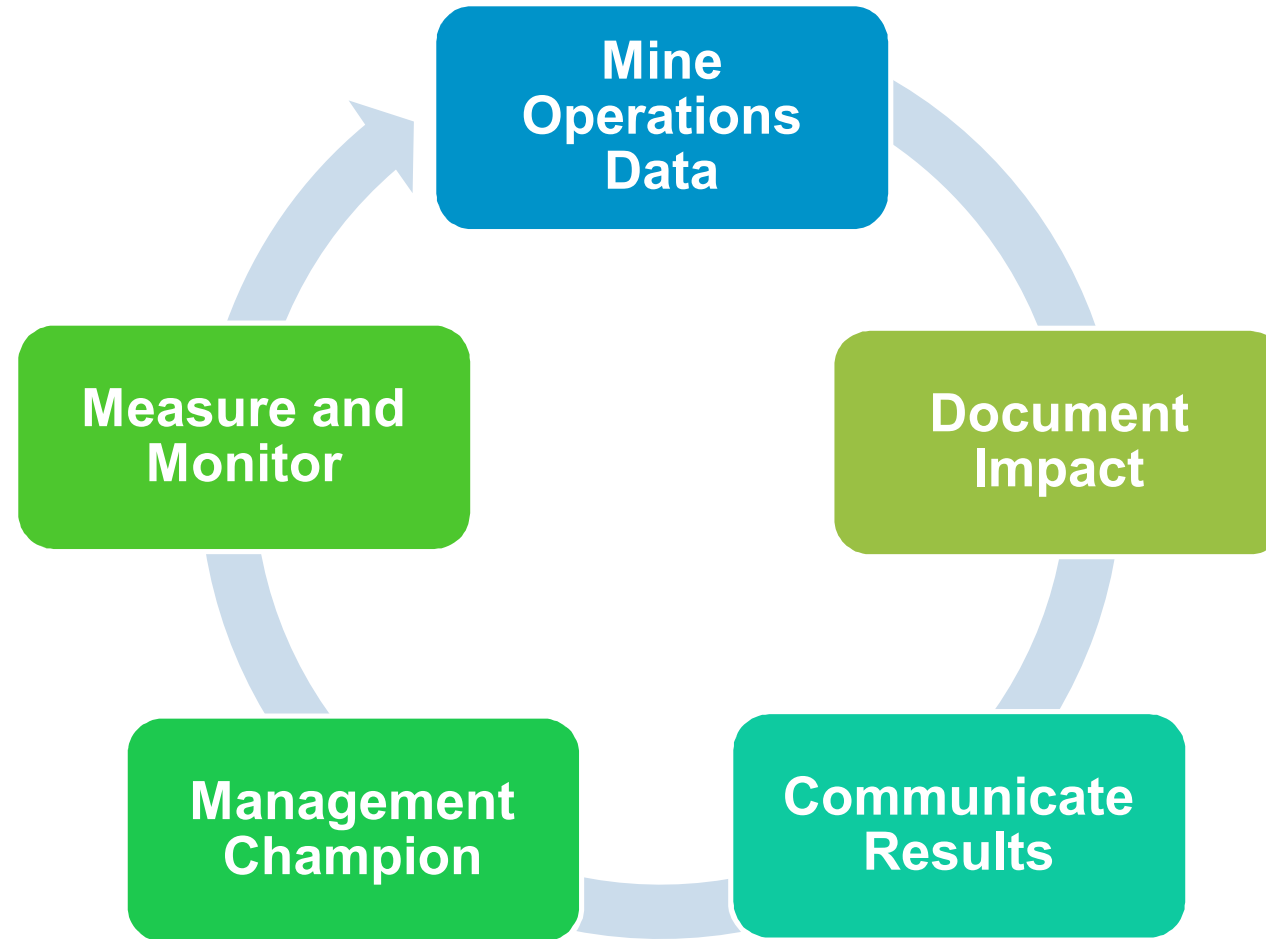 Mine
Operations
Data
Document
Impact
Communicate
Results
Management
Champion
Measure and
Monitor